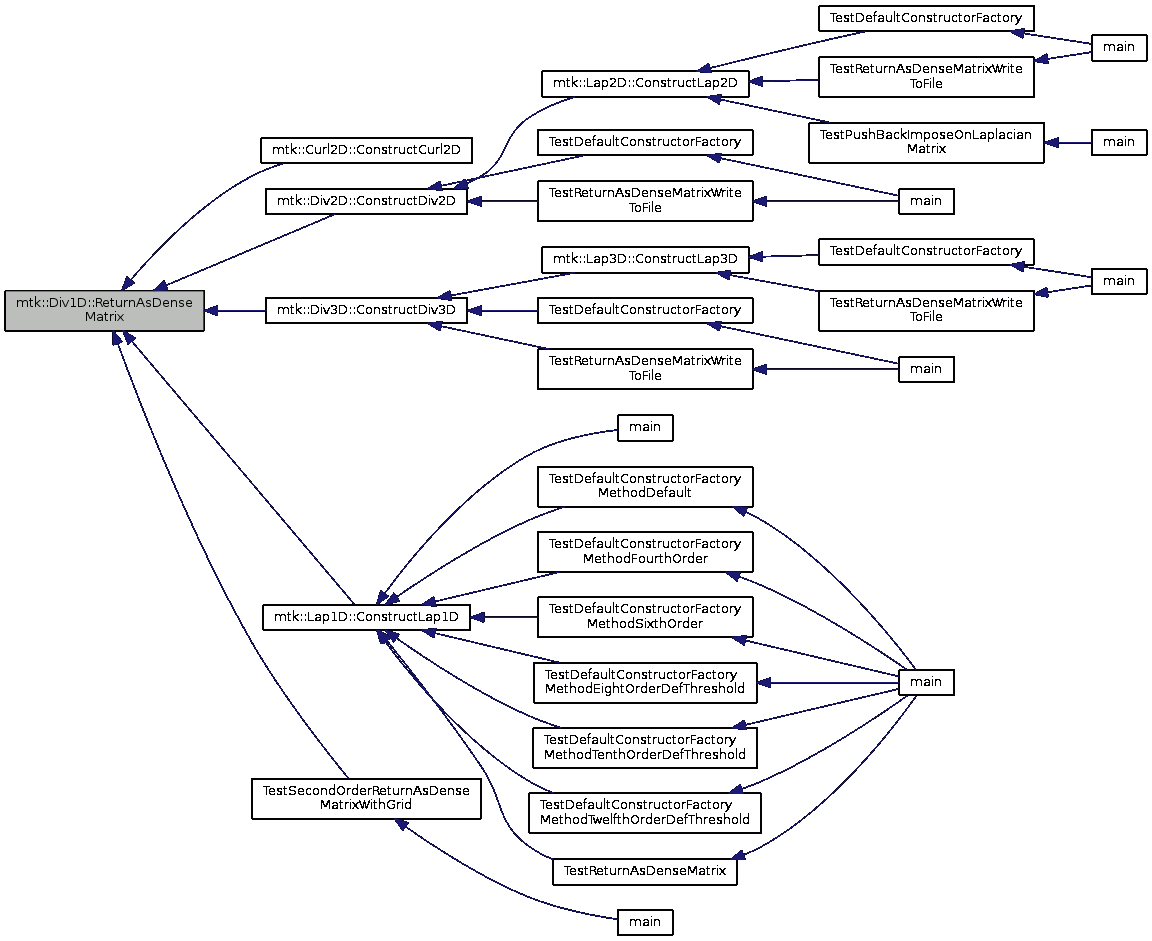 TestDefaultConstructorFactory
main
TestReturnAsDenseMatrixWrite
ToFile
mtk::Lap2D::ConstructLap2D
TestPushBackImposeOnLaplacian
Matrix
main
mtk::Curl2D::ConstructCurl2D
TestDefaultConstructorFactory
mtk::Div2D::ConstructDiv2D
TestReturnAsDenseMatrixWrite
ToFile
main
mtk::Lap3D::ConstructLap3D
TestDefaultConstructorFactory
main
TestReturnAsDenseMatrixWrite
ToFile
mtk::Div1D::ReturnAsDense
Matrix
mtk::Div3D::ConstructDiv3D
TestDefaultConstructorFactory
TestReturnAsDenseMatrixWrite
ToFile
main
main
TestDefaultConstructorFactory
MethodDefault
TestDefaultConstructorFactory
MethodFourthOrder
mtk::Lap1D::ConstructLap1D
TestDefaultConstructorFactory
MethodSixthOrder
TestDefaultConstructorFactory
MethodEightOrderDefThreshold
main
TestDefaultConstructorFactory
MethodTenthOrderDefThreshold
TestSecondOrderReturnAsDense
MatrixWithGrid
TestDefaultConstructorFactory
MethodTwelfthOrderDefThreshold
TestReturnAsDenseMatrix
main